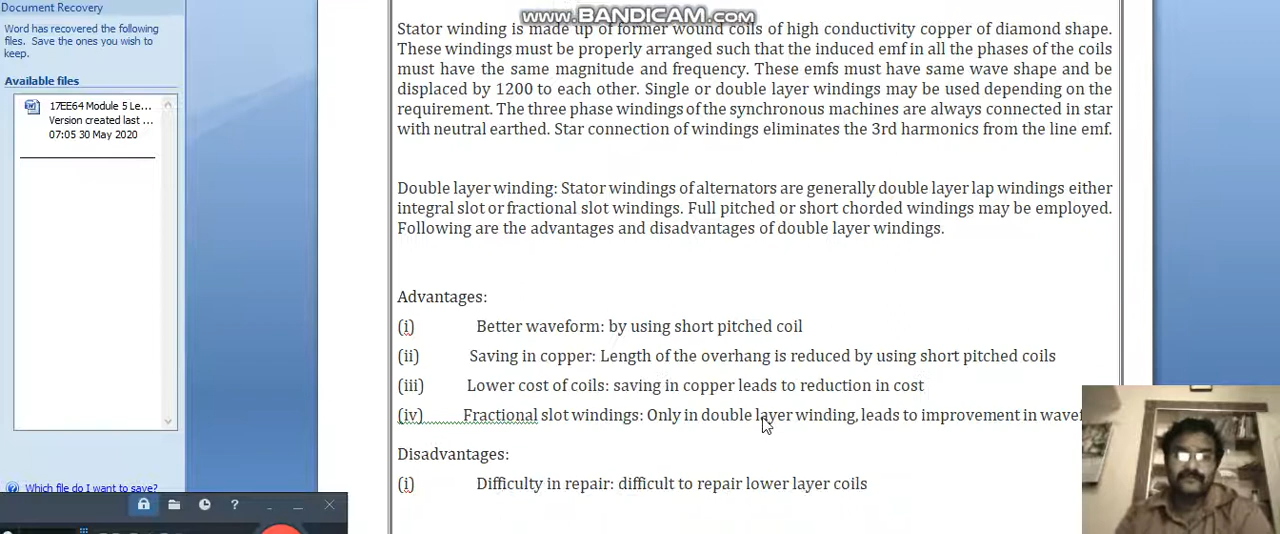 Document Recovery
Word has recovered the following
files. Save the ones you wish to
keep.
Available files
17EE64 Module 5 Le...
Version created last ...
07:05 30 May 2020
Which file do I want to save?
www.BANDICAM.com
Stator winding is made up of former wound coils of high conductivity copper of diamond shape.
These windings must be properly arranged such that the induced emf in all the phases of the coils
must have the same magnitude and frequency. These emfs must have same wave shape and be
displaced by 1200 to each other. Single or double layer windings may be used depending on the
requirement. The three phase windings of the synchronous machines are always connected in star
with neutral earthed. Star connection of windings eliminates the 3rd harmonics from the line emf.
Double layer winding: Stator windings of alternators are generally double layer lap windings either
integral slot or fractional slot windings. Full pitched or short chorded windings may be employed.
Following are the advantages and disadvantages of double layer windings.
Advantages:
(i) Better waveform: by using short pitched coil
(ii) Saving in copper: Length of the overhang is reduced by using short pitched coils
(iii) Lower cost of coils: saving in copper leads to reduction in cost
(iv) Fractional slot windings: Only in double layer winding, leads to improvement in
Disadvantages:
(i) Difficulty in repair: difficult to repair lower layer coils